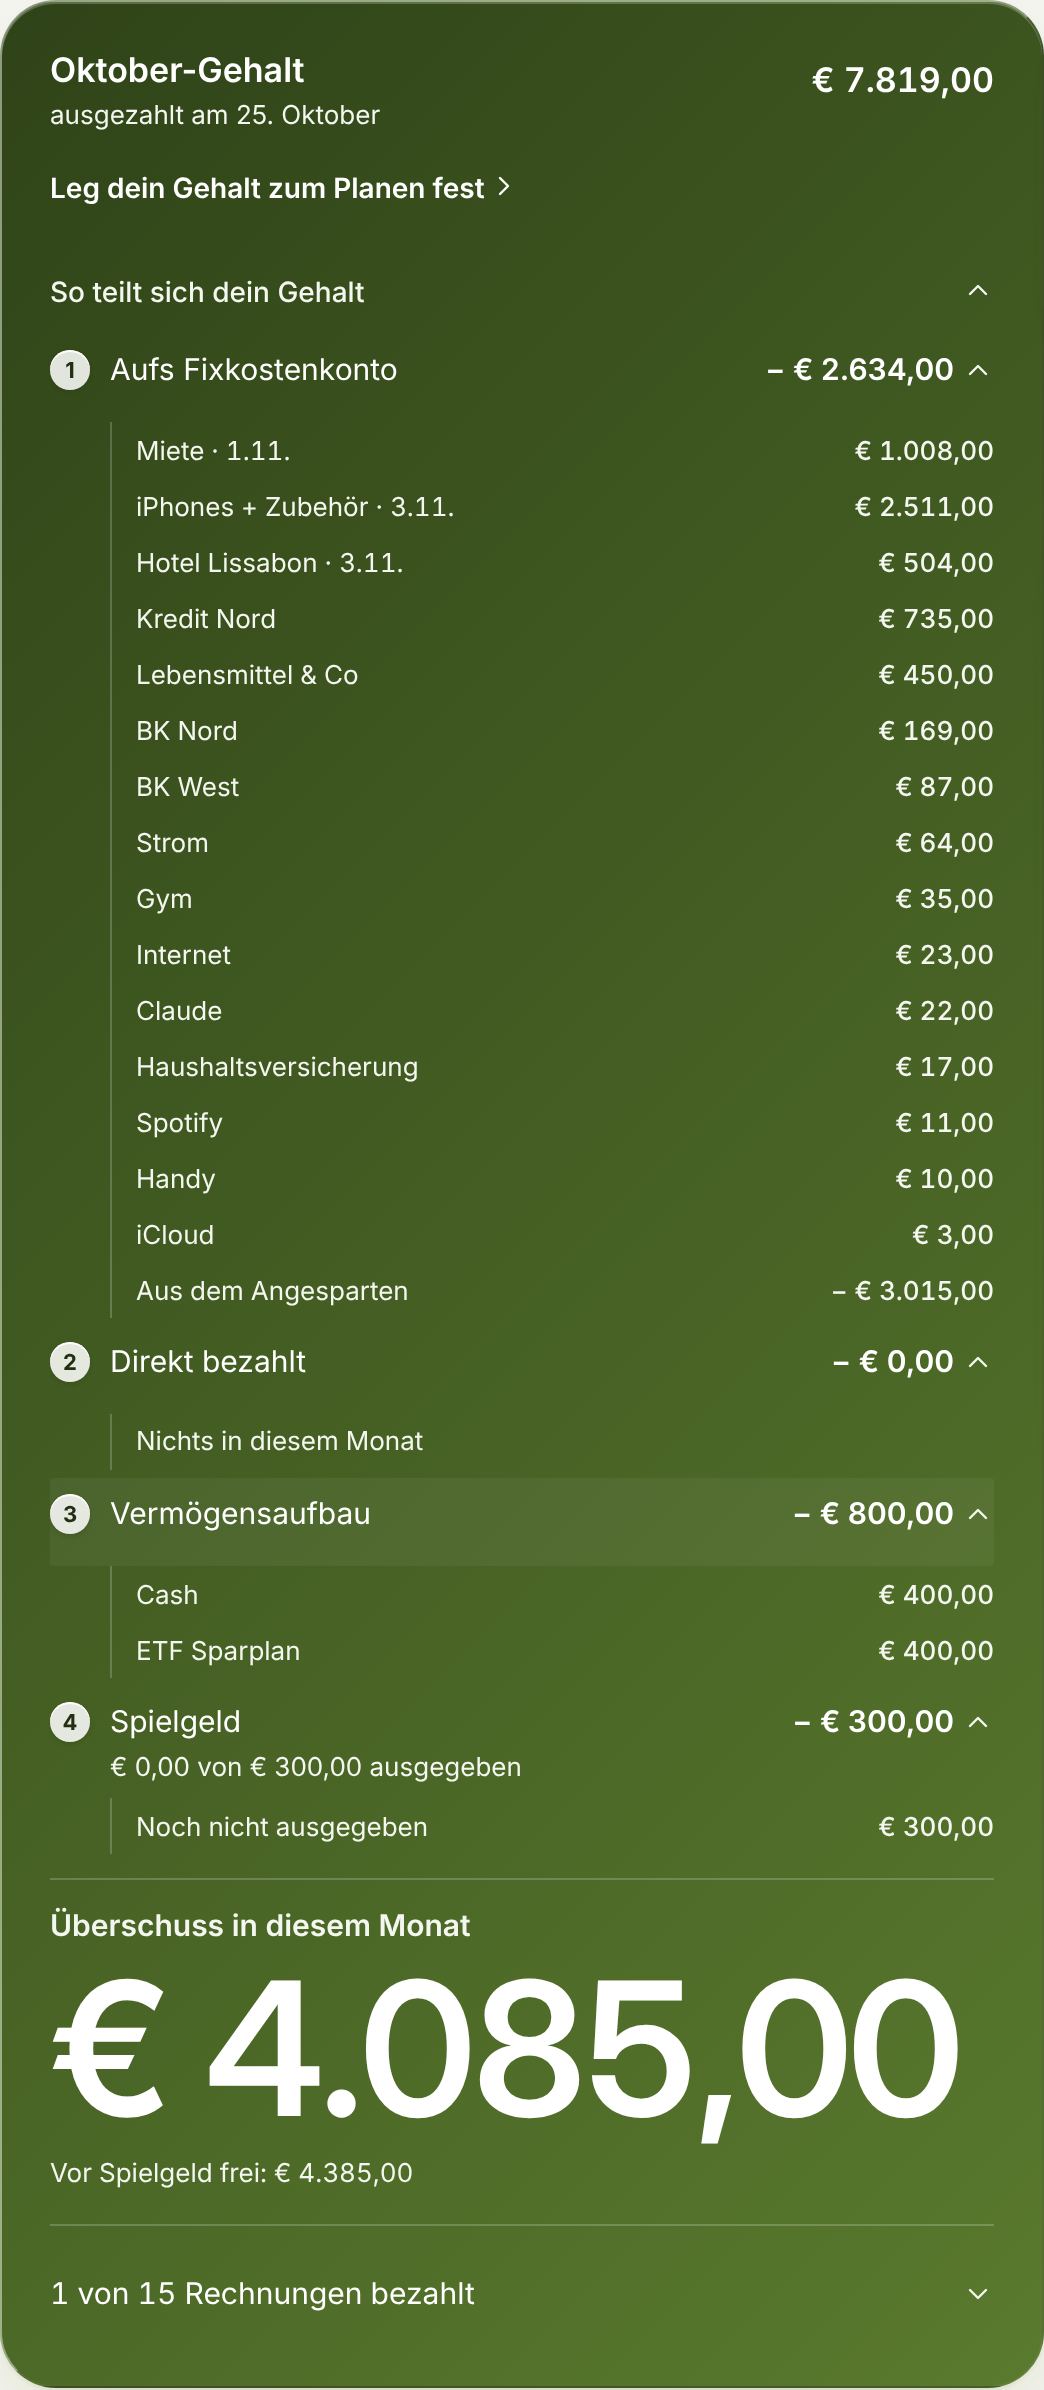 Oktober-Gehalt
€ 7.819,00
ausgezahlt am 25. Oktober
Leg dein Gehalt zum Planen fest
So teilt sich dein Gehalt
1 Aufs Fixkostenkonto – € 2.634,00
Miete · 1.11. € 1.008,00
iPhones + Zubehör · 3.11. € 2.511,00
Hotel Lissabon · 3.11. € 504,00
Kredit Nord € 735,00
Lebensmittel & Co € 450,00
BK Nord € 169,00
BK West € 87,00
Strom € 64,00
Gym € 35,00
Internet € 23,00
Claude € 22,00
Haushaltsversicherung € 17,00
Spotify € 11,00
Handy € 10,00
iCloud € 3,00
Aus dem Angesparten – € 3.015,00
2 Direkt bezahlt – € 0,00
Nichts in diesem Monat
3 Vermögensaufbau – € 800,00
Cash € 400,00
ETF Sparplan € 400,00
4 Spielgeld – € 300,00
€ 0,00 von € 300,00 ausgegeben
Noch nicht ausgegeben € 300,00
Überschuss in diesem Monat
€ 4.085,00
Vor Spielgeld frei: € 4.385,00
1 von 15 Rechnungen bezahlt